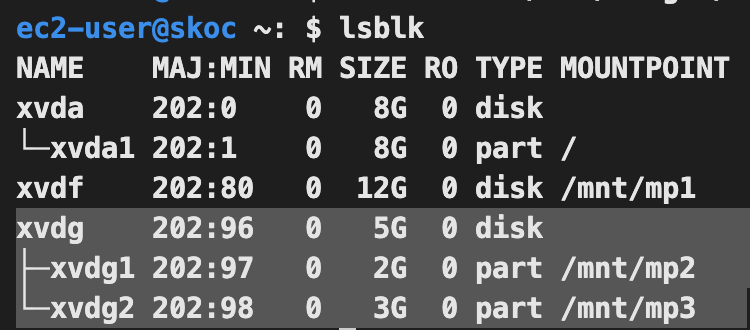 ec2-user@skoc ~: $ lsblk
NAME    MAJ:MIN RM SIZE RO TYPE MOUNTPOINT
xvda    202:0    0   8G  0 disk
└─xvda1 202:1    0   8G  0 part /
xvdf    202:80   0  12G  0 disk /mnt/mp1
xvdg    202:96   0   5G  0 disk
├─xvdg1 202:97   0   2G  0 part /mnt/mp2
└─xvdg2 202:98   0   3G  0 part /mnt/mp3